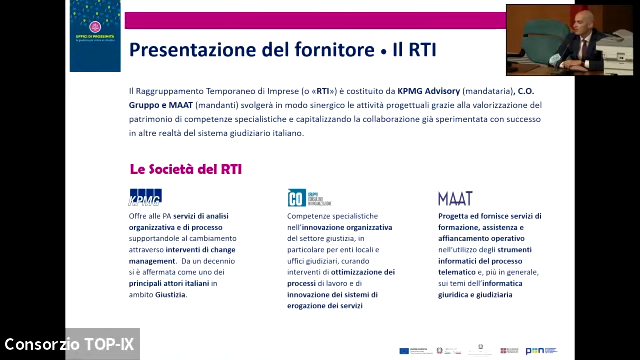 UFFICI DI PROSSIMITÀ
Presentazione del fornitore • Il RTI
Il Raggruppamento Temporaneo di Imprese (o «RTI») è costituito da KPMG Advisory (mandataria), C.O.
Gruppo e MAAT (mandanti) svolgerà in modo sinergico le attività progettuali grazie alla valorizzazione del
patrimonio di competenze specialistiche e capitalizzando la collaborazione già sperimentata con successo
in altre realtà del sistema giudiziario italiano.
Le Società del RTI
KPMG
Offre alle PA servizi di analisi
organizzativa e di processo
supportandole al cambiamento
attraverso interventi di change
management. Da un decennio
si è affermata come uno dei
principali attori italiani in
ambito Giustizia.
CO
Competenze specialistiche
nell'innovazione organizzativa
del settore giustizia, in
particolare per enti locali e
uffici giudiziari, curando
interventi di ottimizzazione dei
processi di lavoro e di
innovazione dei sistemi di
erogazione dei servizi
MAAT
Progetta ed fornisce servizi di
formazione, assistenza e
affiancamento operativo
nell'utilizzo degli strumenti
informatici del processo
telematico e, più in generale,
sui temi dell'informatica
giuridica e giudiziaria
pon
Consorzio TOP-IX